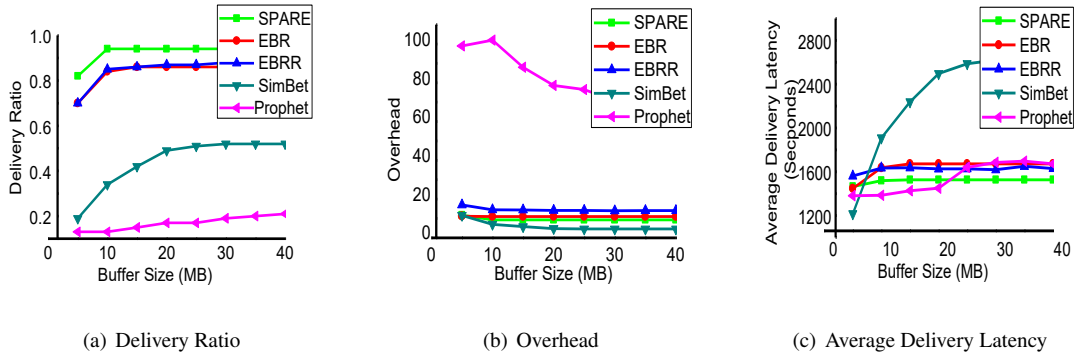 SPARE
EBR
EBRR
SimBet
Prophet
1.0
0.8
0.6
0.4
0.2
Delivery Ratio
0 10 20 30 40
Buffer Size (MB)
(a) Delivery Ratio
SPARE
EBR
EBRR
SimBet
Prophet
100
80
60
40
20
0
Overhead
0 10 20 30 40
Buffer Size (MB)
(b) Overhead
SPARE
EBR
EBRR
SimBet
Prophet
2800
2400
2000
1600
1200
Average Delivery Latency
(Secponds)
0 10 20 30 40
Buffer Size (MB)
(c) Average Delivery Latency